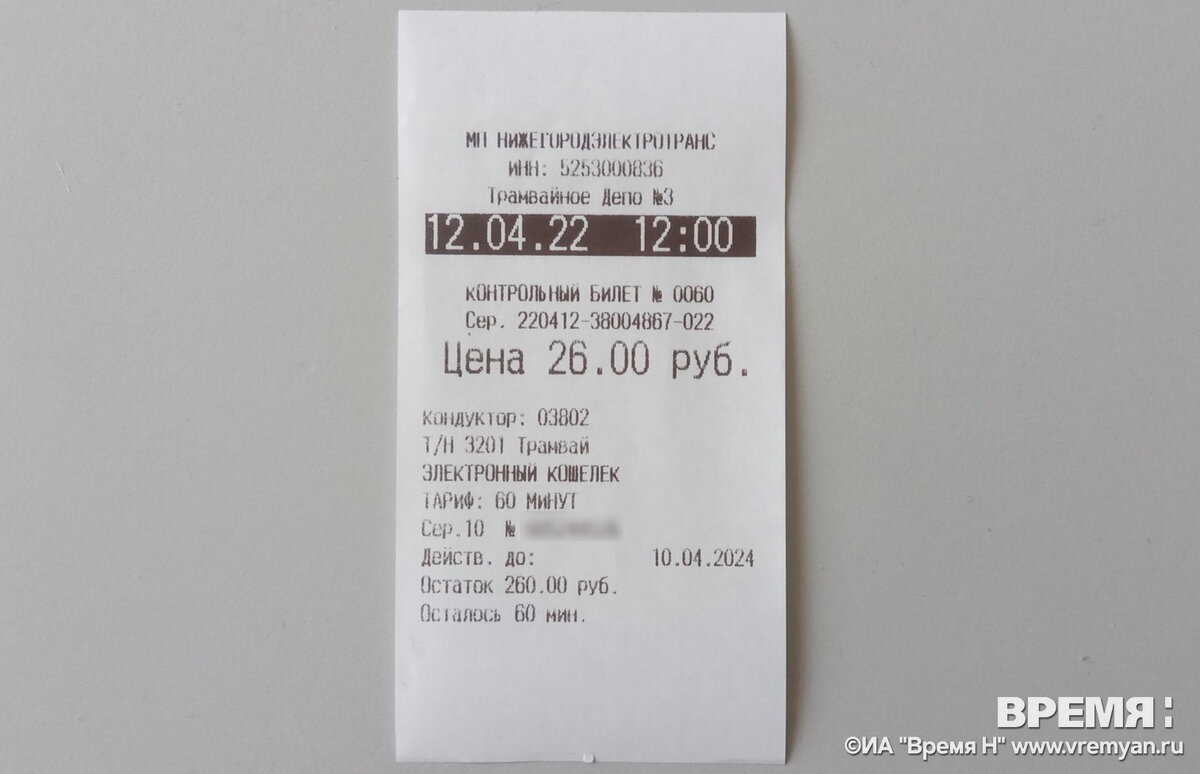 МП НИЖЕГОРОДЭЛЕКТРОТРАНС
ИНН: 5253000836
Трамвайное Депо №3
12.04.22 12:00
КОНТРОЛЬНЫЙ БИЛЕТ № 0060
Сер. 220412-38004867-022
Цена 26.00 руб.
Кондуктор: 03802
Т/Н 3201 Трамвай
ЭЛЕКТРОННЫЙ КОШЕЛЕК
ТАРИФ: 60 МИНУТ
Сер.10 №
Действ. до: 10.04.2024
Остаток 260.00 руб.
Осталось 60 мин.
ВРЕМЯ:
©ИА "Время Н" www.vremyan.ru